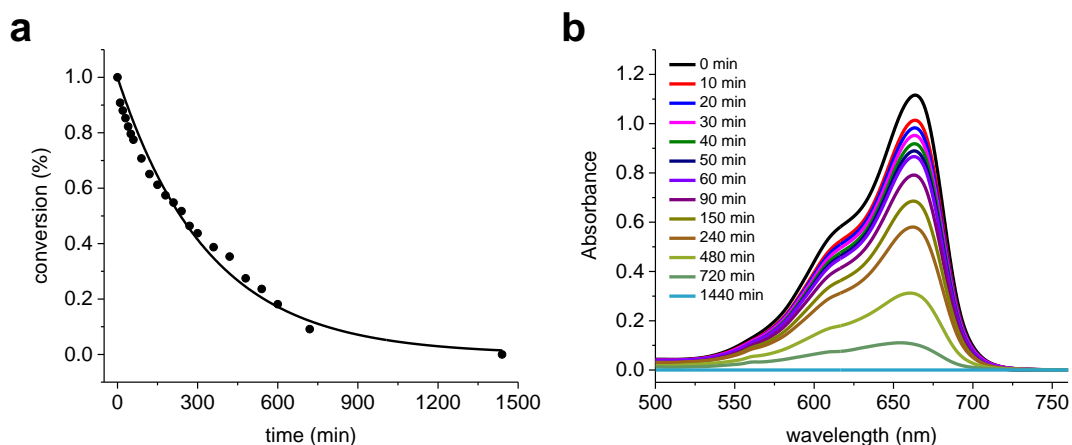 a
conversion (%)
1.0
0.8
0.6
0.4
0.2
0.0
0
300
600
900
1200
1500
time (min)
b
Absorbance
1.2
1.0
0.8
0.6
0.4
0.2
0.0
0 min
10 min
20 min
30 min
40 min
50 min
60 min
90 min
150 min
240 min
480 min
720 min
1440 min
500
550
600
650
700
750
wavelength (nm)